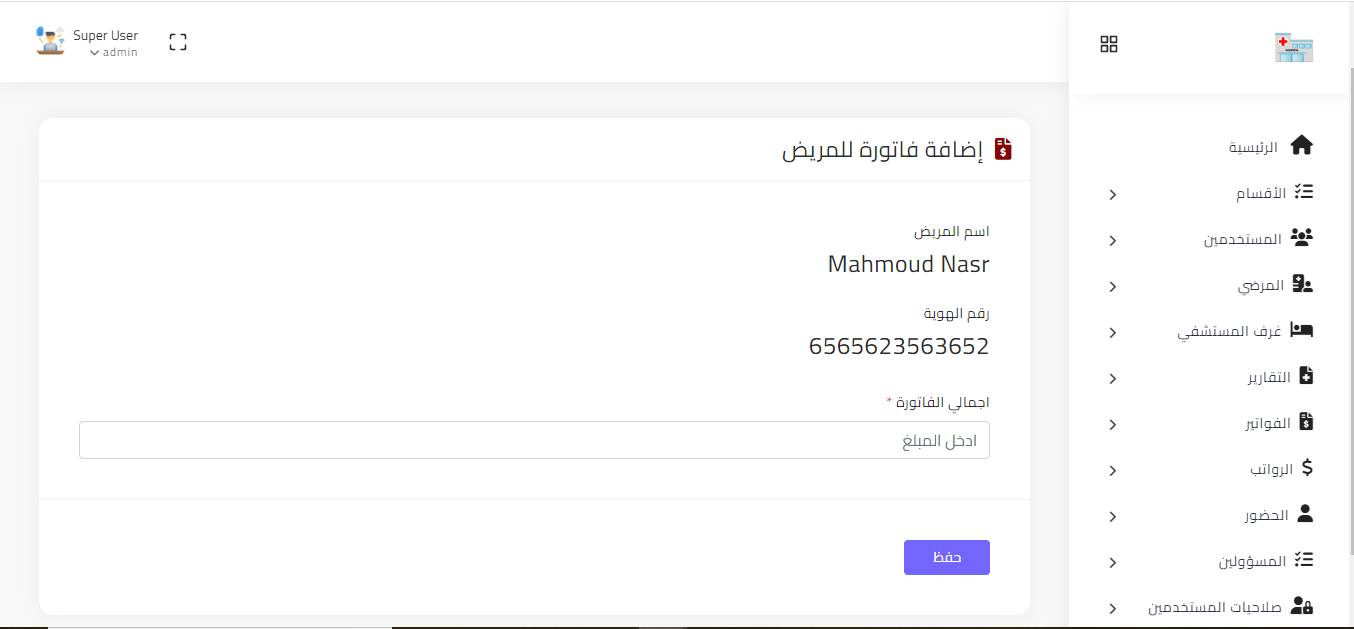 Super User
admin
إضافة فاتورة للمريض
اسم المريض
Mahmoud Nasr
رقم الهوية
6565623563652
اجمالي الفاتورة *
ادخل المبلغ
حفظ
الرئيسية
الأقسام
المستخدمين
المرضي
غرف المستشفي
التقارير
الفواتير
الرواتب
الحضور
المسؤولين
صلاحيات المستخدمين